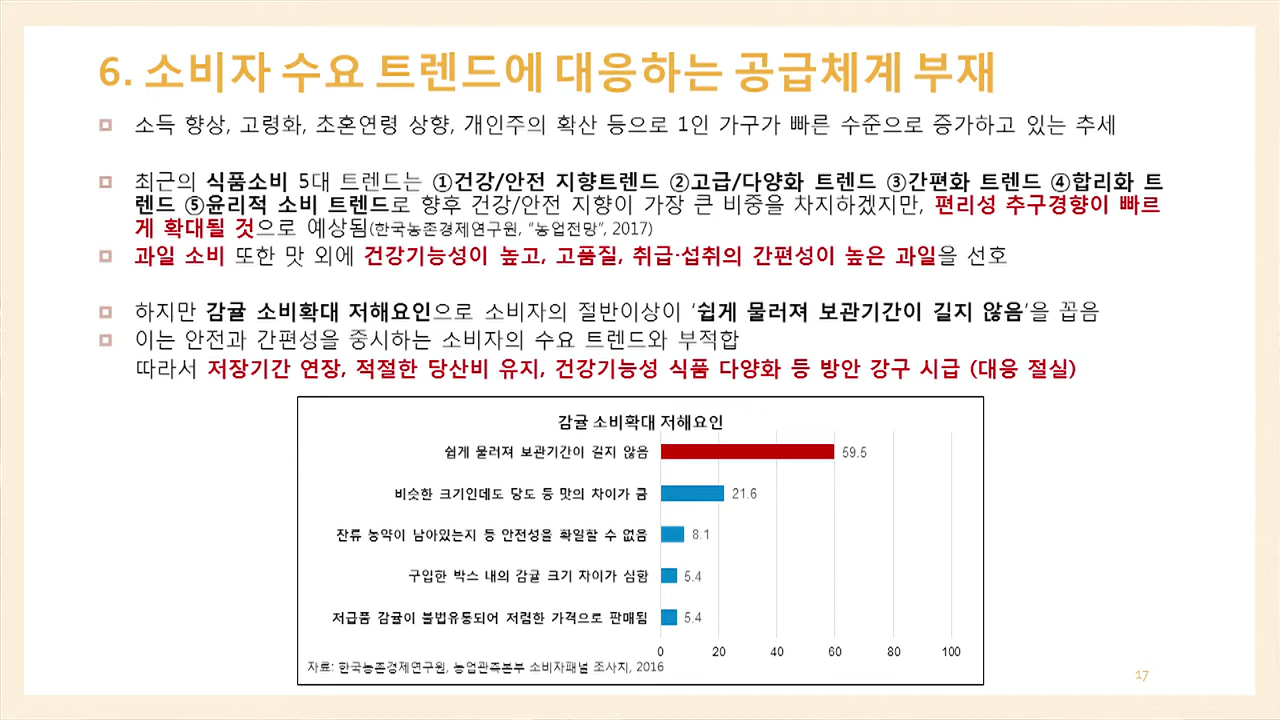 6. 소비자 수요 트렌드에 대응하는 공급체계 부재
소득 향상, 고령화, 초혼연령 상향, 개인주의 확산 등으로 1인 가구가 빠른 수준으로 증가하고 있는 추세
최근의 식품소비 5대 트렌드는 ①건강/안전 지향트렌드 ②고급/다양화 트렌드 ③간편화 트렌드 ④합리화 트
렌드 ⑤윤리적 소비 트렌드로 향후 건강/안전 지향이 가장 큰 비중을 차지하겠지만, 편리성 추구경향이 빠르
게 확대될 것으로 예상됨(한국농촌경제연구원, “농업전망”, 2017)
과일 소비 또한 맛 외에 건강기능성이 높고, 고품질, 취급·섭취의 간편성이 높은 과일을 선호
하지만 감귤 소비확대 저해요인으로 소비자의 절반이상이 ‘쉽게 물러져 보관기간이 길지 않음’을 꼽음
이는 안전과 간편성을 중시하는 소비자의 수요 트렌드와 부적합
따라서 저장기간 연장, 적절한 당산비 유지, 건강기능성 식품 다양화 등 방안 강구 시급 (대응 절실)
감귤 소비확대 저해요인
쉽게 물러져 보관기간이 길지 않음 59.5
비슷한 크기인데도 당도 등 맛의 차이가 큼 21.6
잔류 농약이 남아있는지 등 안전성을 확일할 수 없음 8.1
구입한 박스 내의 감귤 크기 차이가 심함 5.4
저급품 감귤이 불법유통되어 저렴한 가격으로 판매됨 5.4
0 20 40 60 80 100
자료: 한국농촌경제연구원, 농업관측본부 소비자패널 조사치, 2016
17